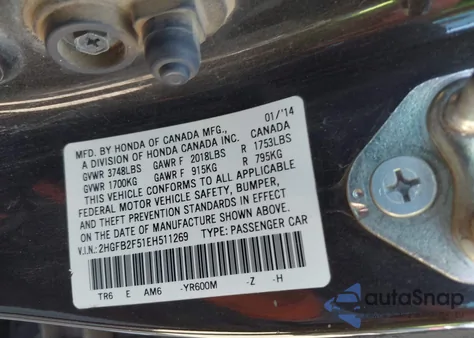 MFD. BY HONDA OF CANADA MFG., 01/'14
A DIVISION OF HONDA CANADA INC. CANADA
GVWR 3748LBS GAWR F 2018LBS R 1753LBS
GVWR 1700KG GAWR F 915KG R 795KG
THIS VEHICLE CONFORMS TO ALL APPLICABLE
FEDERAL MOTOR VEHICLE SAFETY, BUMPER,
AND THEFT PREVENTION STANDARDS IN EFFECT
ON THE DATE OF MANUFACTURE SHOWN ABOVE.
V.I.N.: 2HGFB2F51EH511269 TYPE: PASSENGER CAR
TR6 E AM6 -YR600M -Z -H
autoSnap